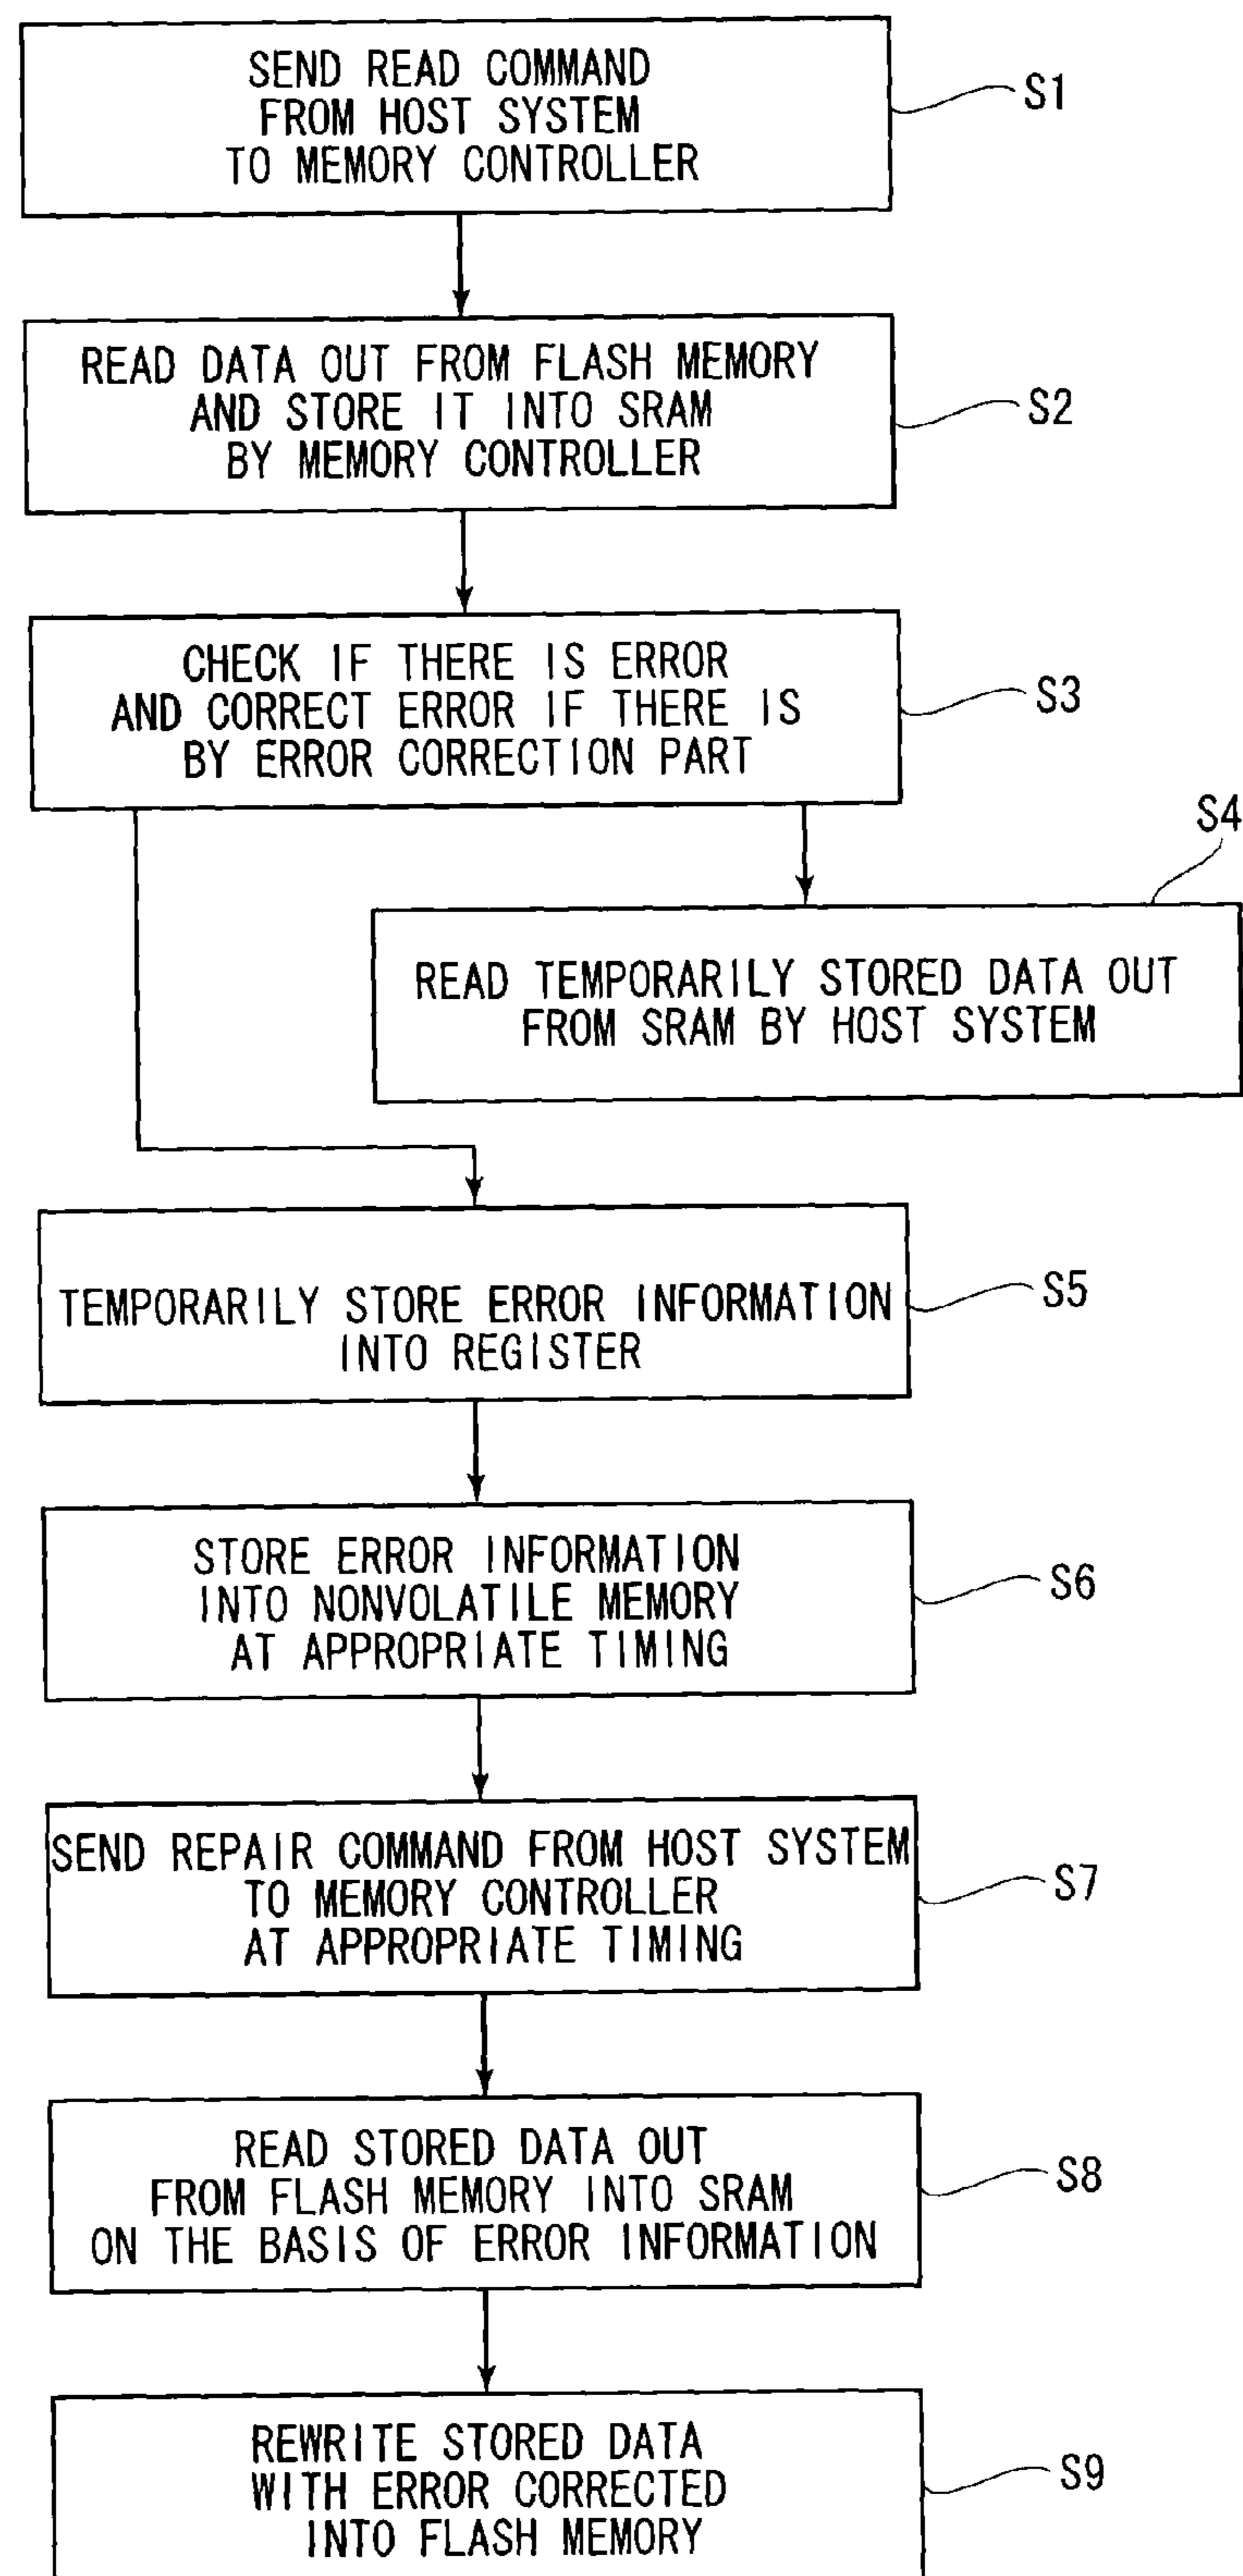 SEND READ COMMAND
FROM HOST SYSTEM
TO MEMORY CONTROLLER
S1
READ DATA OUT FROM FLASH MEMORY
AND STORE IT INTO SRAM
BY MEMORY CONTROLLER
S2
CHECK IF THERE IS ERROR
AND CORRECT ERROR IF THERE IS
BY ERROR CORRECTION PART
S3
S4
READ TEMPORARILY STORED DATA OUT
FROM SRAM BY HOST SYSTEM
TEMPORARILY STORE ERROR INFORMATION
INTO REGISTER
S5
STORE ERROR INFORMATION
INTO NONVOLATILE MEMORY
AT APPROPRIATE TIMING
S6
SEND REPAIR COMMAND FROM HOST SYSTEM
TO MEMORY CONTROLLER
AT APPROPRIATE TIMING
S7
READ STORED DATA OUT
FROM FLASH MEMORY INTO SRAM
ON THE BASIS OF ERROR INFORMATION
S8
REWRITE STORED DATA
WITH ERROR CORRECTED
INTO FLASH MEMORY
S9